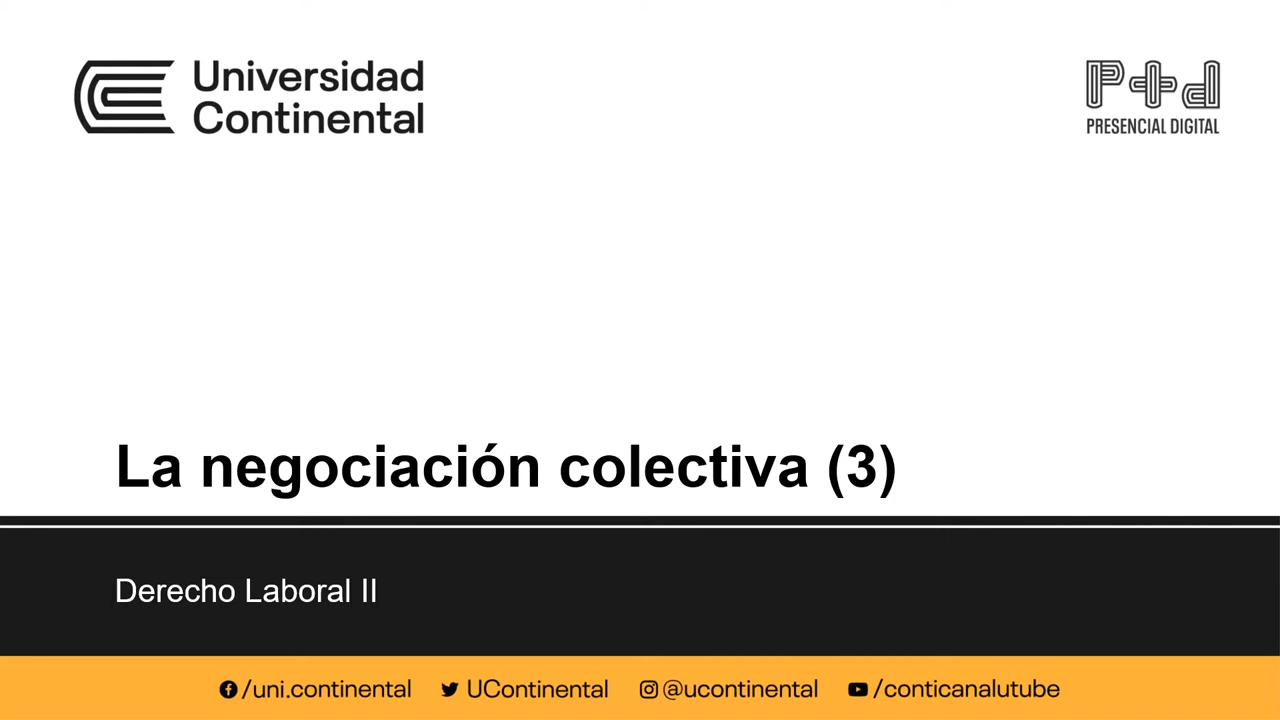 Universidad
Continental
P+d
PRESENCIAL DIGITAL
La negociación colectiva (3)
Derecho Laboral II
/uni.continental UContinental @ucontinental /conticanalutube